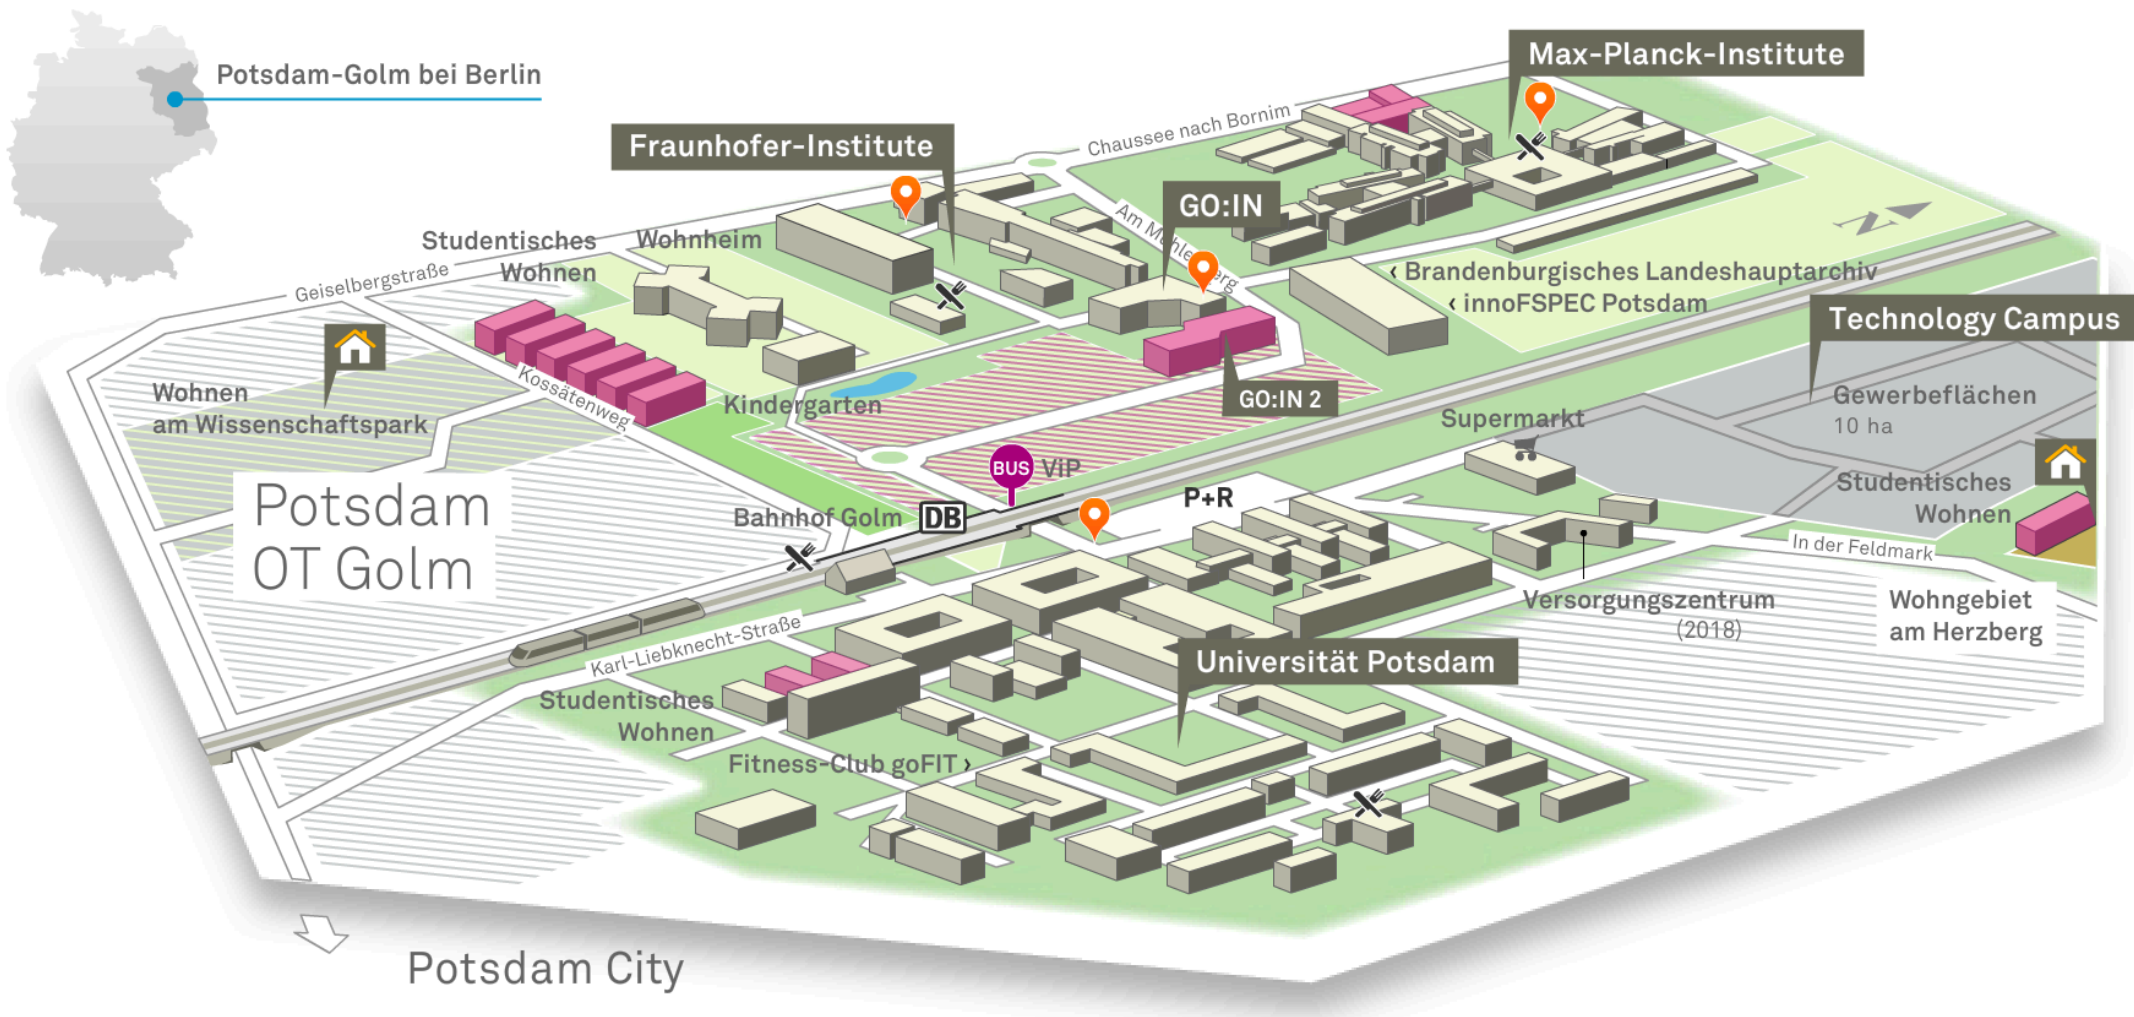 Potsdam-Golm bei Berlin
Max-Planck-Institute
Fraunhofer-Institute
Chaussee nach Bornim
GO:IN
Am Mühlenberg
Studentisches
Wohnen
Wohnheim
Geiselbergstraße
N
‹ Brandenburgisches Landeshauptarchiv
‹ innoFSPEC Potsdam
Technology Campus
Wohnen
am Wissenschaftspark
Kossätenweg
Kindergarten
GO:IN 2
Gewerbeflächen
10 ha
Supermarkt
BUS
ViP
Studentisches
Wohnen
Potsdam
OT Golm
Bahnhof Golm
DB
P+R
In der Feldmark
Versorgungszentrum
(2018)
Wohngebiet
am Herzberg
Karl-Liebknecht-Straße
Universität Potsdam
Studentisches
Wohnen
Fitness-Club goFIT ›
Potsdam City